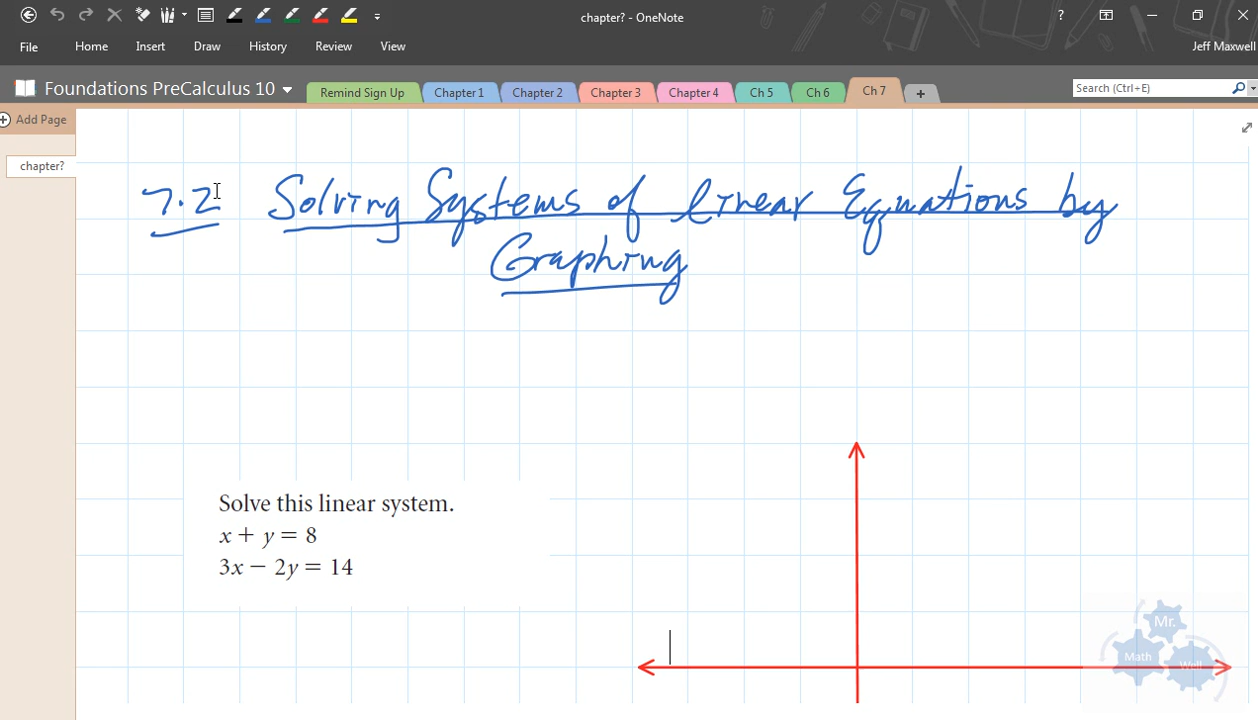 chapter? - OneNote
?
File Home Insert Draw History Review View
Jeff Maxwell
Foundations PreCalculus 10
Remind Sign Up Chapter 1 Chapter 2 Chapter 3 Chapter 4 Ch 5 Ch 6 Ch 7 +
Search (Ctrl+E)
Add Page
chapter?
7.2 Solving Systems of linear Equations by
Graphing
Solve this linear system.
x + y = 8
3x − 2y = 14
Mr.
Math
Well